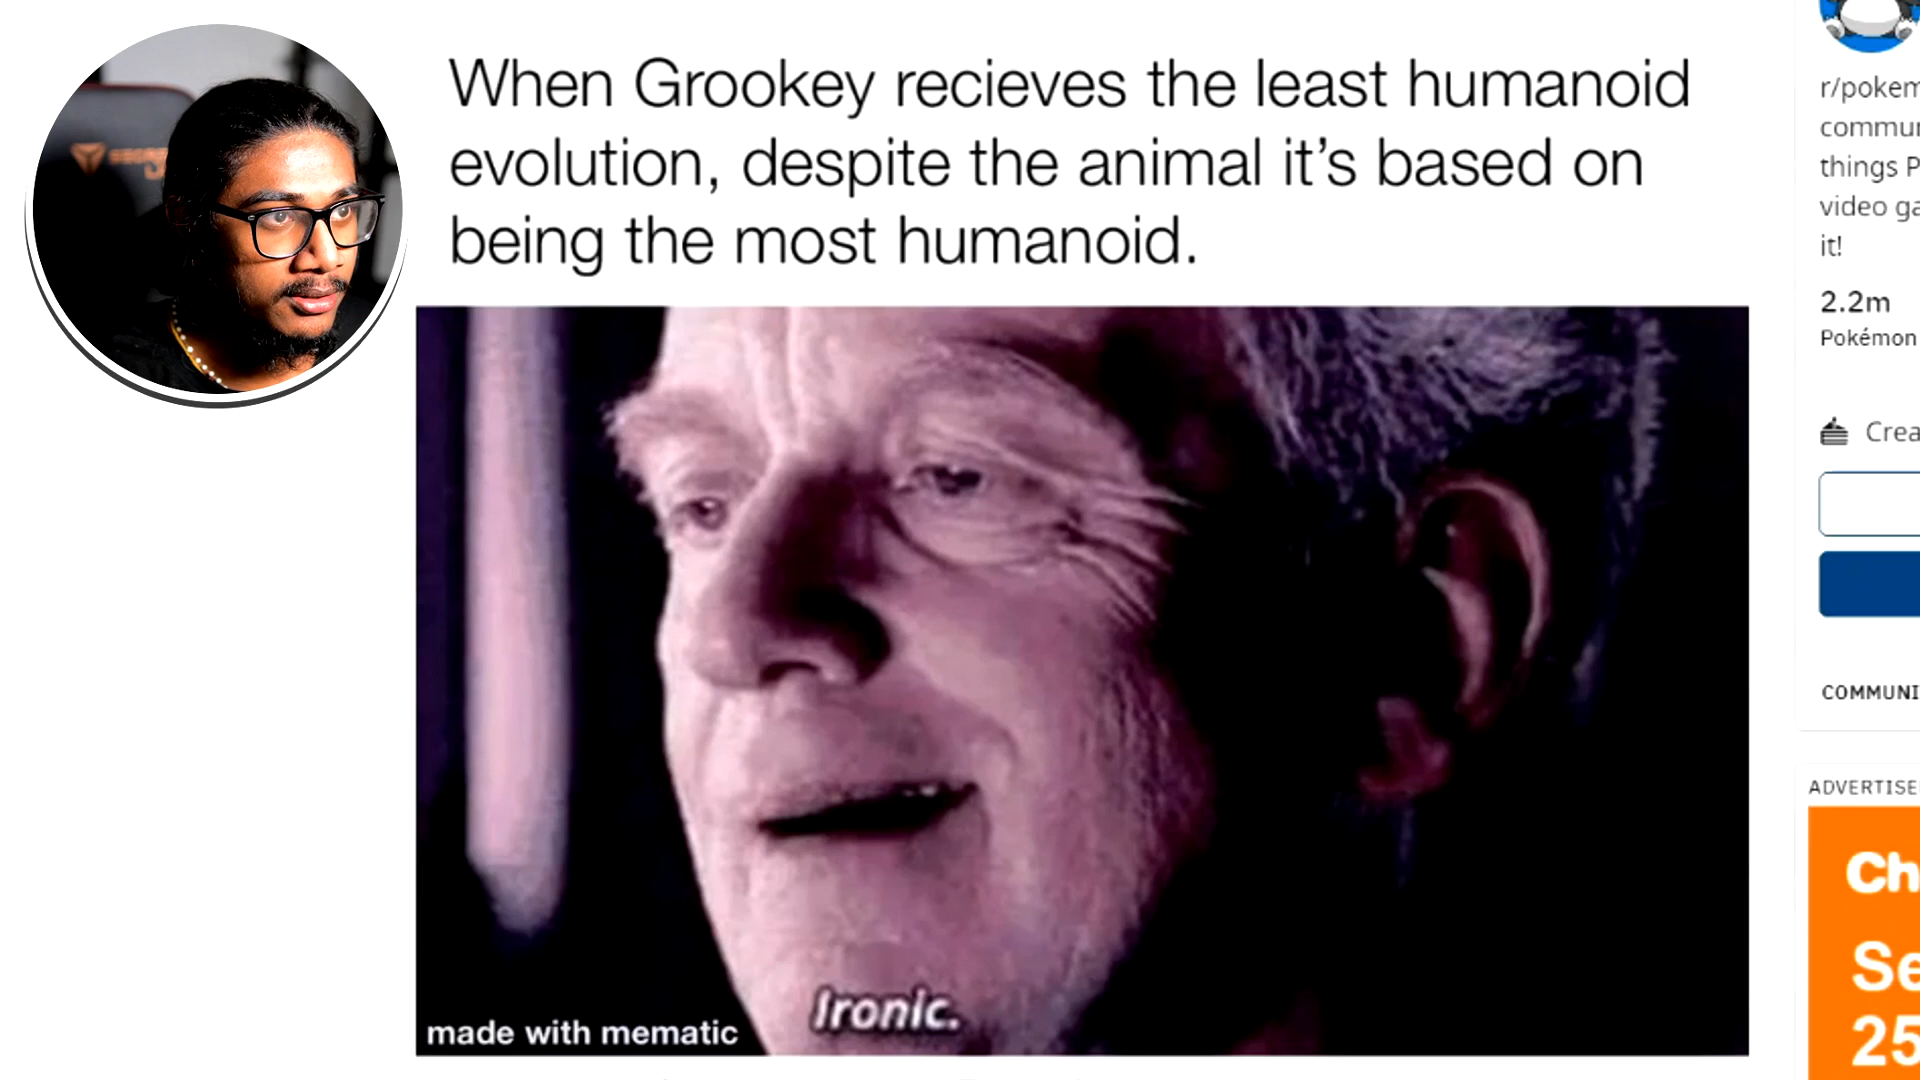 When Grookey recieves the least humanoid
evolution, despite the animal it's based on
being the most humanoid.
Ironic.
made with mematic
r/pokem
commun
things P
video ga
it!
2.2m
Pokémon
Crea
COMMUNI
ADVERTISE
Ch
Se
25